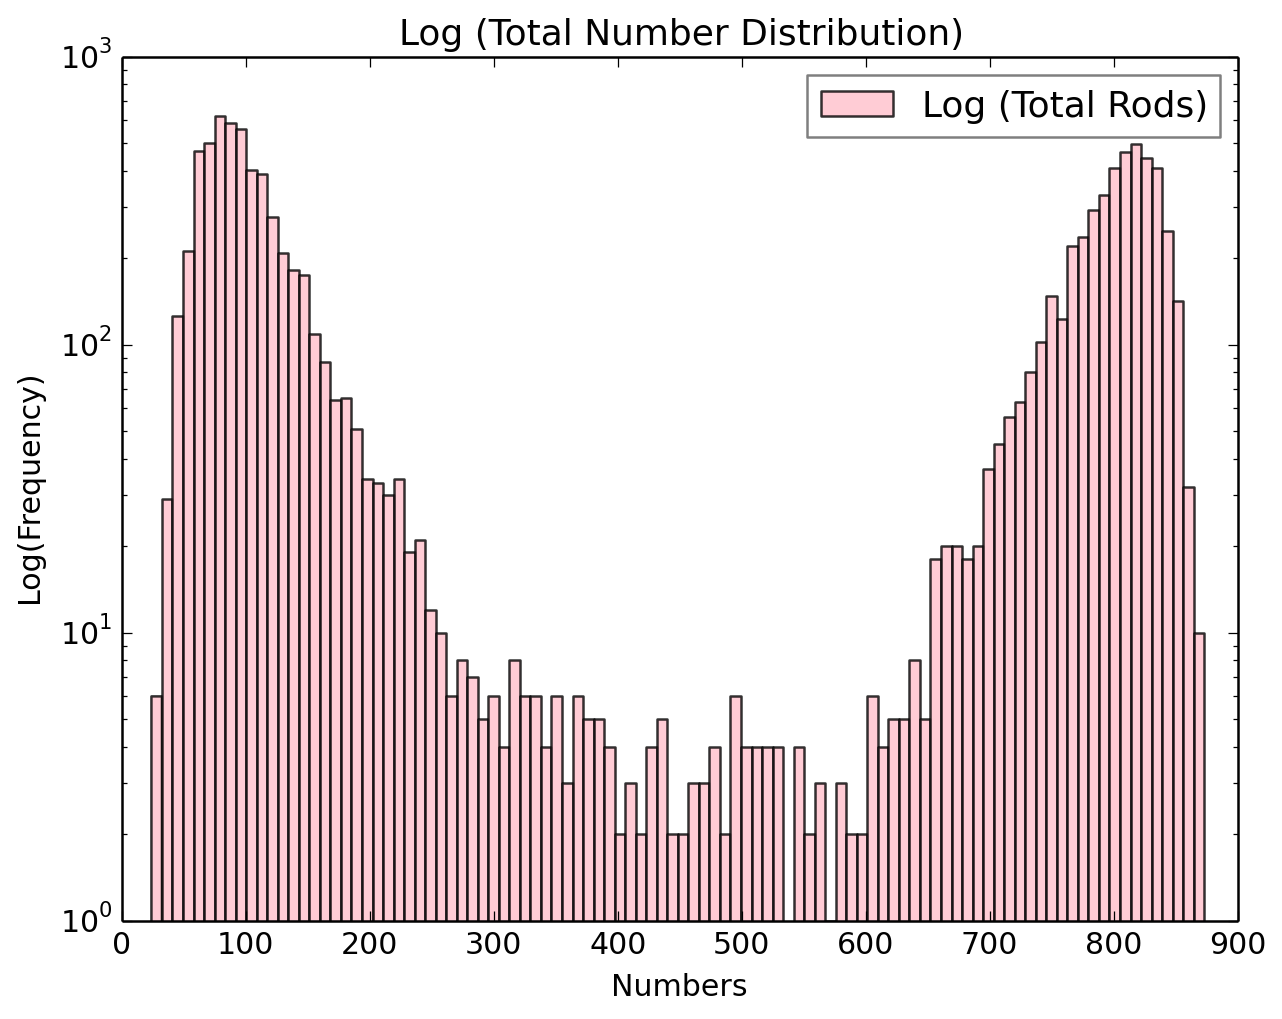 Log (Total Number Distribution)
Log (Total Rods)
Log(Frequency)
10³
10²
10¹
10⁰
0 100 200 300 400 500 600 700 800 900
Numbers